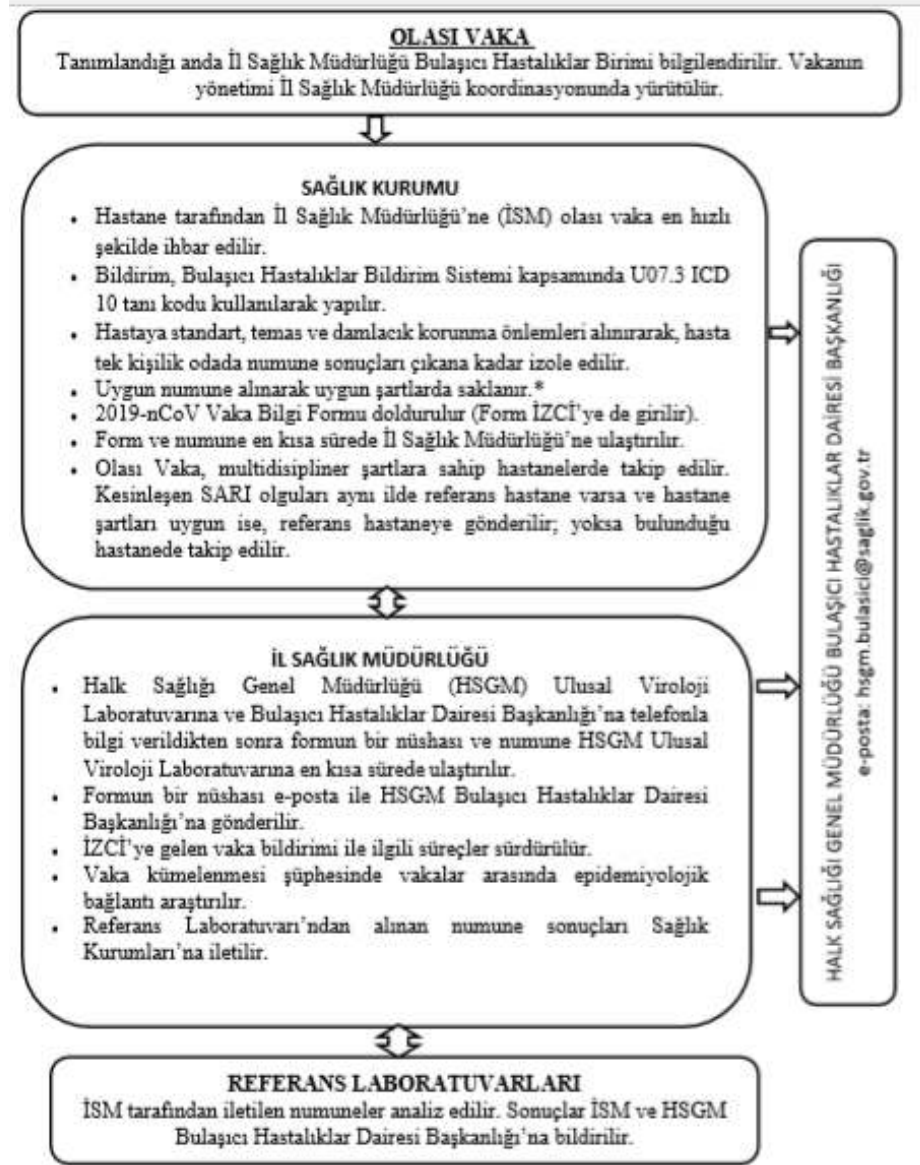 OLASI VAKA
Tanımlandığı anda İl Sağlık Müdürlüğü Bulaşıcı Hastalıklar Birimi bilgilendirilir. Vakanın
yönetimi İl Sağlık Müdürlüğü koordinasyonunda yürütülür.
SAĞLIK KURUMU
• Hastane tarafından İl Sağlık Müdürlüğü’ne (İSM) olası vaka en hızlı
şekilde ihbar edilir.
• Bildirim, Bulaşıcı Hastalıklar Bildirim Sistemi kapsamında U07.3 ICD
10 tanı kodu kullanılarak yapılır.
• Hastaya standart, temas ve damlacık korunma önlemleri alınırarak, hasta
tek kişilik odada numune sonuçları çıkana kadar izole edilir.
• Uygun numune alınarak uygun şartlarda saklanır.*
• 2019-nCoV Vaka Bilgi Formu doldurulur (Form İZCİ’ye de girilir).
• Form ve numune en kısa sürede İl Sağlık Müdürlüğü’ne ulaştırılır.
• Olası Vaka, multidisipliner şartlara sahip hastanelerde takip edilir.
Kesinleşen SARI olguları aynı ilde referans hastane varsa ve hastane
şartları uygun ise, referans hastaneye gönderilir; yoksa bulunduğu
hastanede takip edilir.
İL SAĞLIK MÜDÜRLÜĞÜ
• Halk Sağlığı Genel Müdürlüğü (HSGM) Ulusal Viroloji
Laboratuvarına ve Bulaşıcı Hastalıklar Dairesi Başkanlığı’na telefonla
bilgi verildikten sonra formun bir nüshası ve numune HSGM Ulusal
Viroloji Laboratuvarına en kısa sürede ulaştırılır.
• Formun bir nüshası e-posta ile HSGM Bulaşıcı Hastalıklar Dairesi
Başkanlığı’na gönderilir.
• İZCİ’ye gelen vaka bildirimi ile ilgili süreçler sürdürülür.
• Vaka kümelenmesi şüphesinde vakalar arasında epidemiyolojik
bağlantı araştırılır.
• Referans Laboratuvarı’ndan alınan numune sonuçları Sağlık
Kurumları’na iletilir.
REFERANS LABORATUVARLARI
İSM tarafından iletilen numuneler analiz edilir. Sonuçlar İSM ve HSGM
Bulaşıcı Hastalıklar Dairesi Başkanlığı’na bildirilir.
HALK SAĞLIĞI GENEL MÜDÜRLÜĞÜ BULAŞICI HASTALIKLAR DAİRESİ BAŞKANLIĞI
e-posta: hsgm.bulasici@saglik.gov.tr